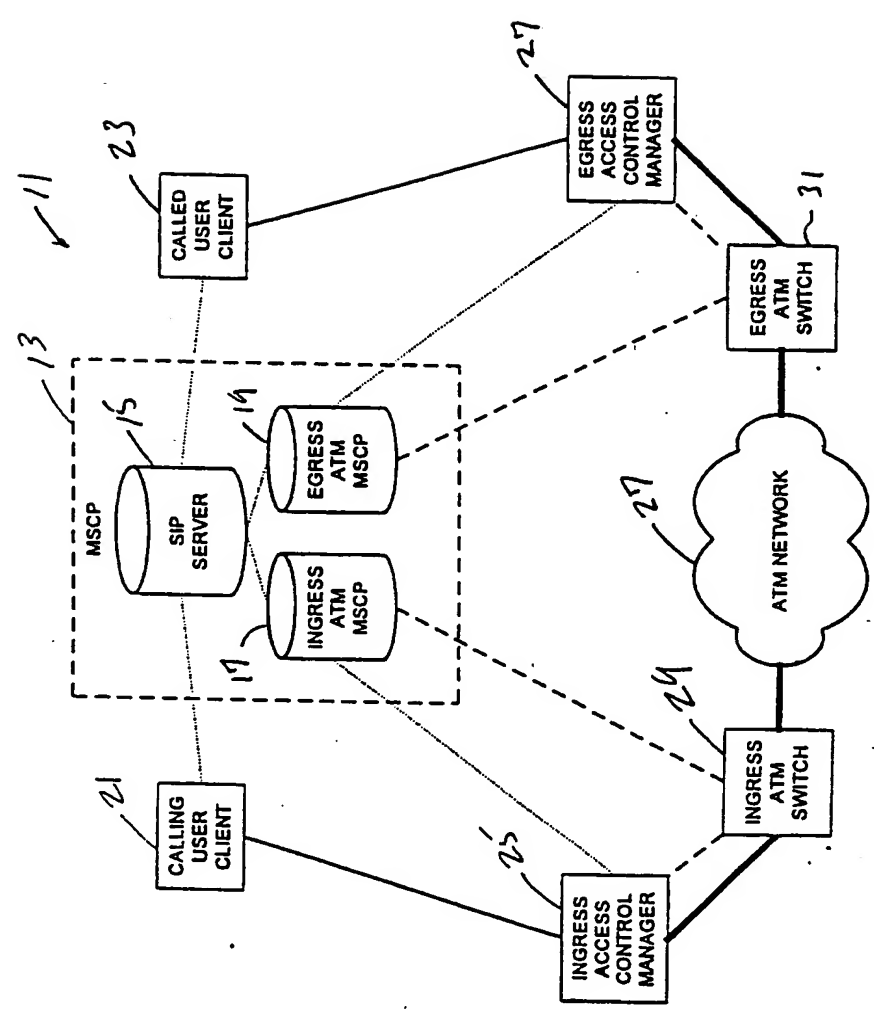 11
13
MSCP
21
CALLING
USER
CLIENT
15
SIP
SERVER
23
CALLED
USER
CLIENT
17
INGRESS
ATM
MSCP
19
EGRESS
ATM
MSCP
25
INGRESS
ACCESS
CONTROL
MANAGER
27
EGRESS
ACCESS
CONTROL
MANAGER
29
INGRESS
ATM
SWITCH
27
ATM NETWORK
EGRESS
ATM
SWITCH
31